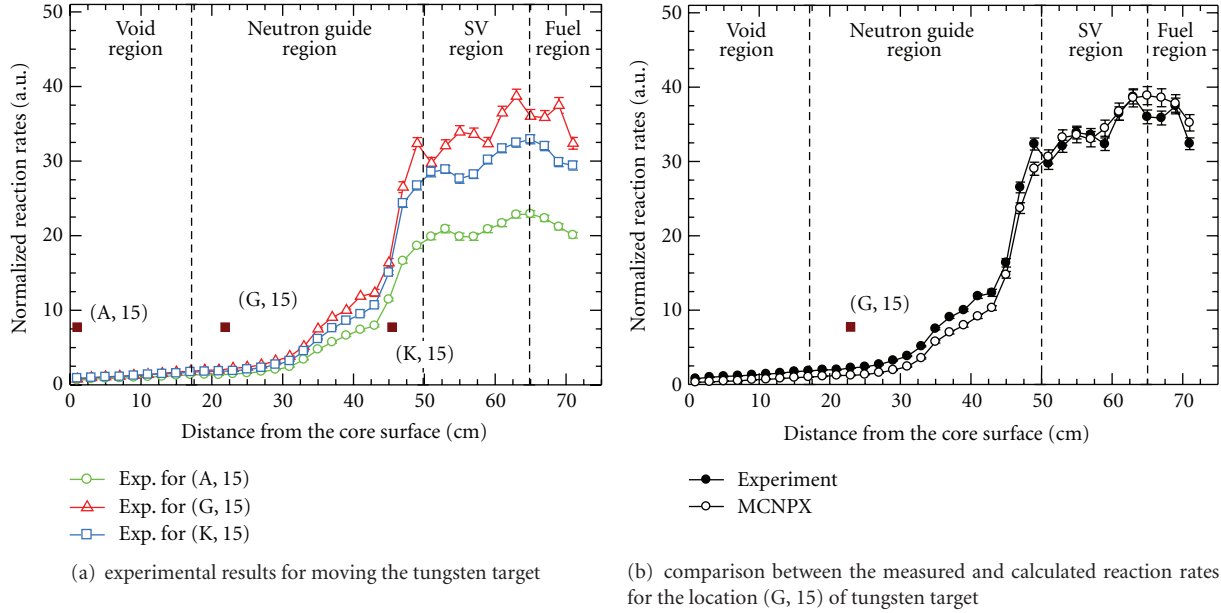 Void region
Neutron guide region
SV region
Fuel region
Normalized reaction rates (a.u.)
50
40
30
20
10
0
(A, 15)
(G, 15)
(K, 15)
0 10 20 30 40 50 60 70
Distance from the core surface (cm)
Exp. for (A, 15)
Exp. for (G, 15)
Exp. for (K, 15)
(a) experimental results for moving the tungsten target
Void region
Neutron guide region
SV region
Fuel region
Normalized reaction rates (a.u.)
50
40
30
20
10
0
(G, 15)
0 10 20 30 40 50 60 70
Distance from the core surface (cm)
Experiment
MCNPX
(b) comparison between the measured and calculated reaction rates
for the location (G, 15) of tungsten target